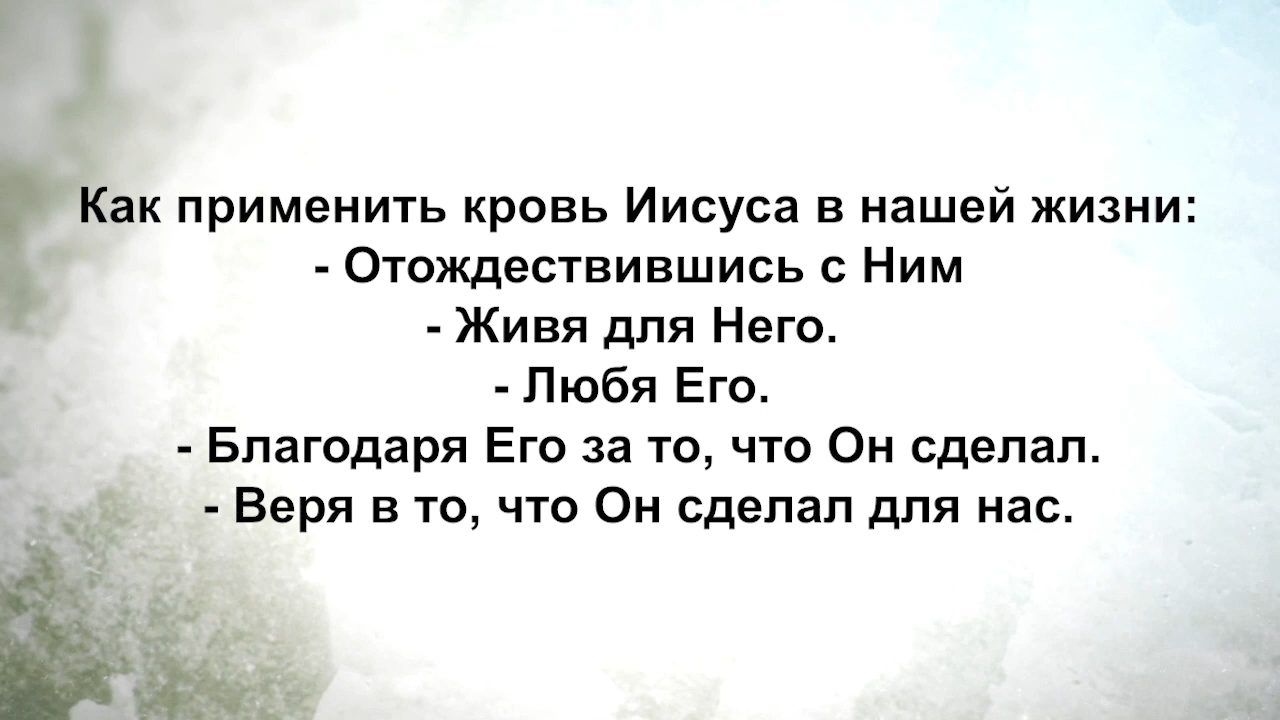 Как применить кровь Иисуса в нашей жизни:
- Отождествившись с Ним
- Живя для Него.
- Любя Его.
- Благодаря Его за то, что Он сделал.
- Веря в то, что Он сделал для нас.